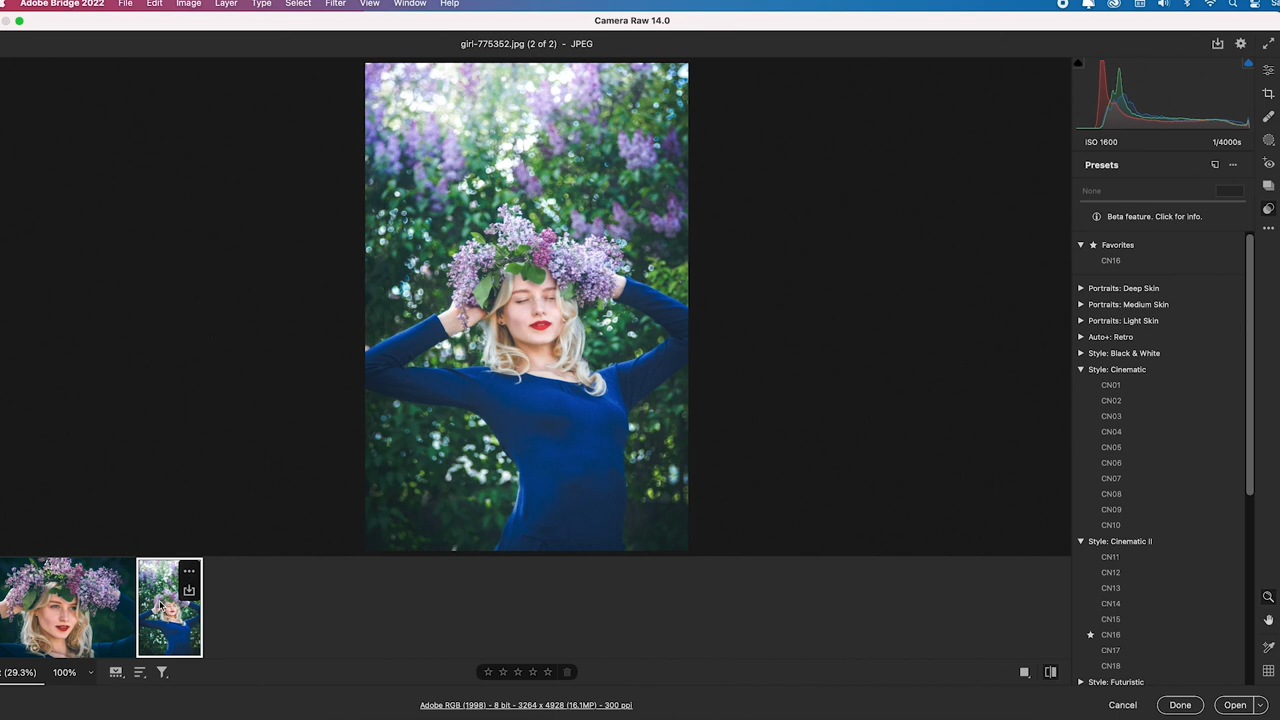 Adobe Bridge 2022 File Edit Image Layer Type Select Filter View Window Help
Camera Raw 14.0
girl-775352.jpg (2 of 2) - JPEG
ISO 1600 1/4000s
Presets
None
Beta feature. Click for info.
Favorites
CN16
Portraits: Deep Skin
Portraits: Medium Skin
Portraits: Light Skin
Auto+: Retro
Style: Black & White
Style: Cinematic
CN01
CN02
CN03
CN04
CN05
CN06
CN07
CN08
CN09
CN10
Style: Cinematic II
CN11
CN12
CN13
CN14
CN15
CN16
CN17
CN18
Style: Futuristic
(29.3%) 100%
Adobe RGB (1998) - 8 bit - 3264 x 4928 (16.1MP) - 300 ppi
Cancel Done Open